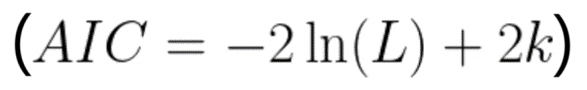 (AIC = −2 ln(L) + 2k)